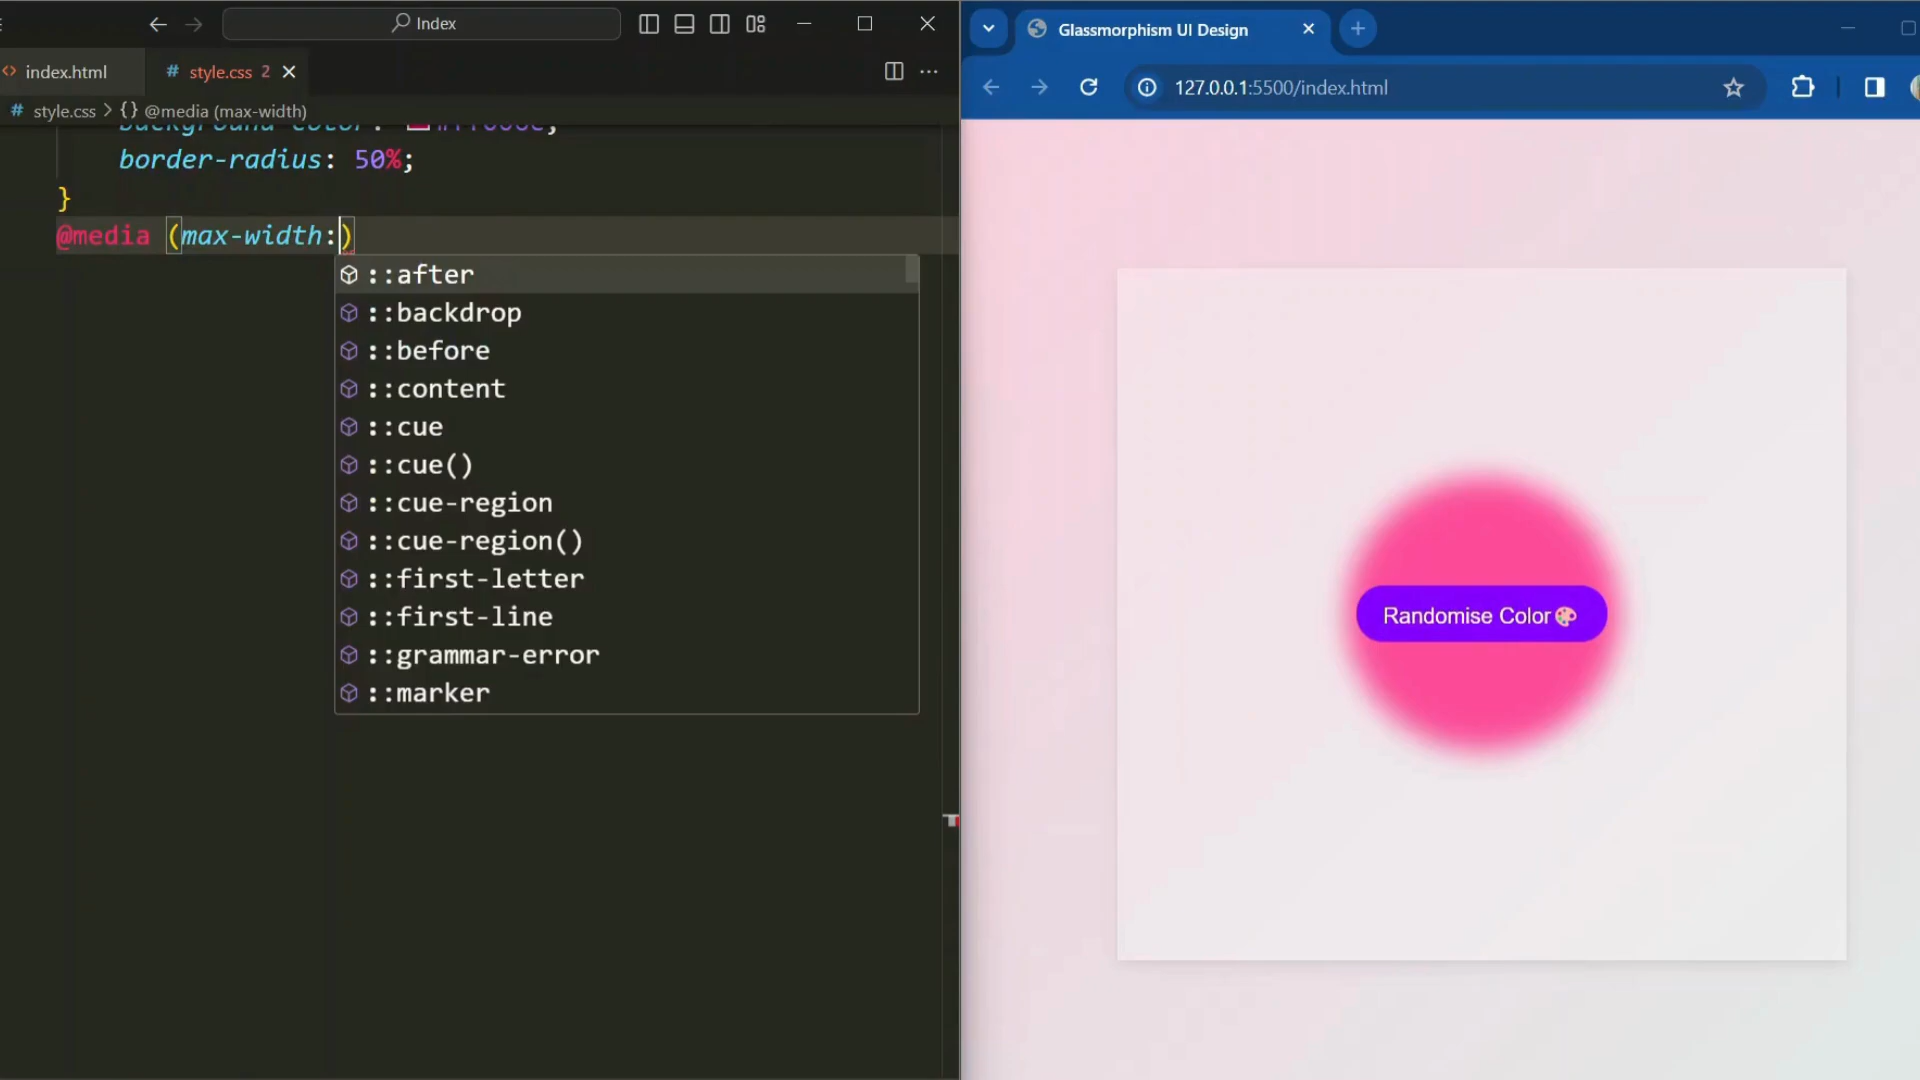 Index
index.html
# style.css 2
# style.css > {} @media (max-width)
border-radius: 50%;
}
@media (max-width:)
::after
::backdrop
::before
::content
::cue
::cue()
::cue-region
::cue-region()
::first-letter
::first-line
::grammar-error
::marker
Glassmorphism UI Design
127.0.0.1:5500/index.html
Randomise Color